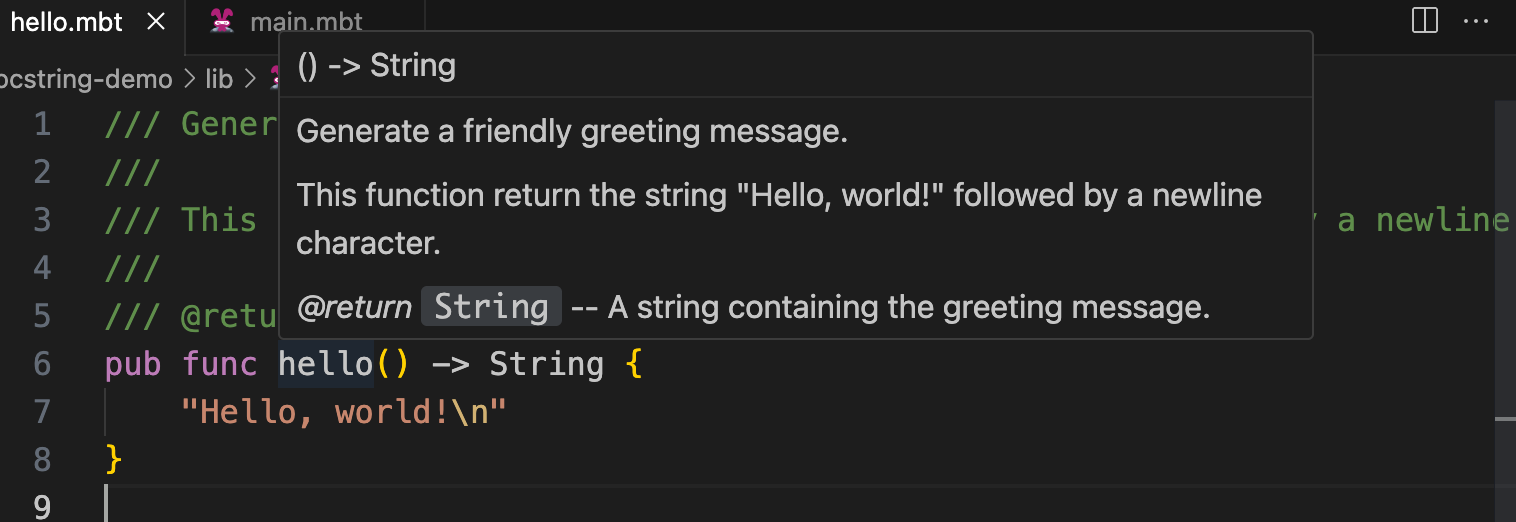 hello.mbt main.mbt
ocstring-demo > lib >
() -> String
Generate a friendly greeting message.
This function return the string "Hello, world!" followed by a newline
character.
@return String -- A string containing the greeting message.
1 /// Gener
2 ///
3 /// This a newline
4 ///
5 /// @retu
6 pub func hello() -> String {
7 "Hello, world!\n"
8 }
9